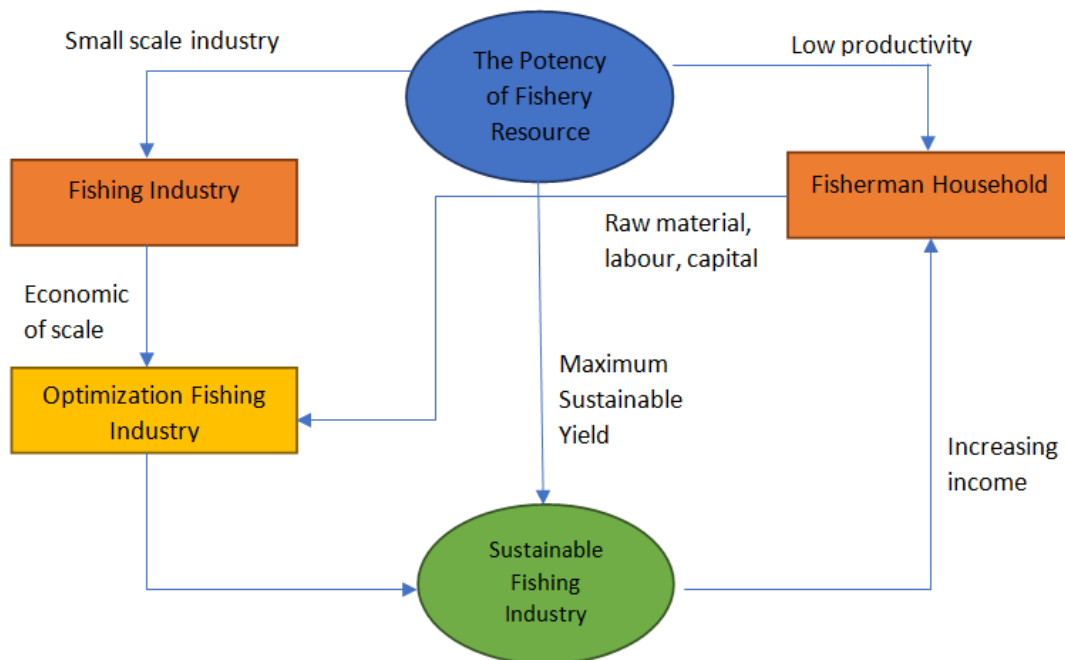 Small scale industry
The Potency
of Fishery
Resource
Low productivity
Fishing Industry
Fisherman Household
Raw material,
labour, capital
Economic
of scale
Optimization Fishing
Industry
Maximum
Sustainable
Yield
Increasing
income
Sustainable
Fishing
Industry